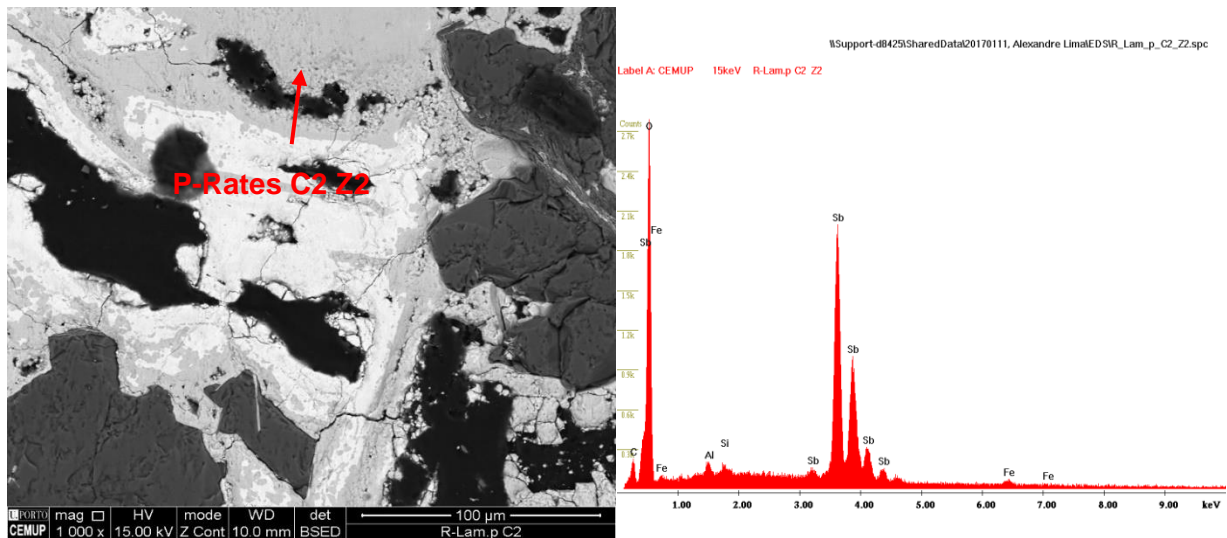 P-Rates C2 Z2
U.PORTO
CEMUP
mag □ HV mode WD det
1 000 x 15.00 kV Z Cont 10.0 mm BSED
100 µm
R-Lam.p C2
\\Support-d8425\SharedData\20170111, Alexandre Lima\EDS\R_Lam_p_C2_Z2.spc
Label A: CEMUP 15keV R-Lam.p C2 Z2
Counts
2.7k
2.4k
1.8k
1.5k
1.2k
0.9k
0.6k
O
Fe
Sb
Sb
Sb
C
Fe
Al
Si
Sb
Sb
Sb
Fe
Fe
1.00 2.00 3.00 4.00 5.00 6.00 7.00 8.00 9.00 keV